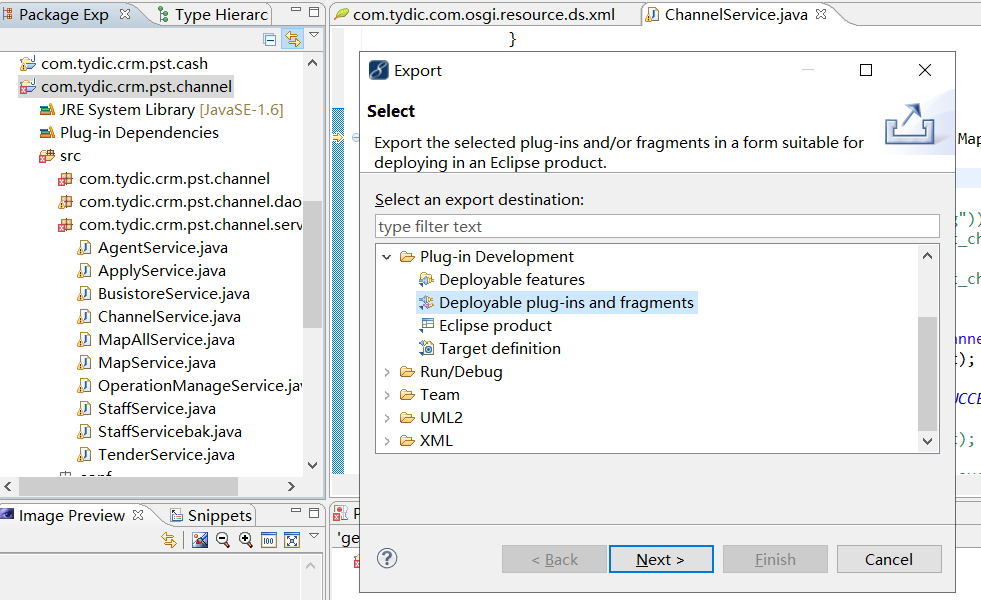 Package Exp
Type Hierarc
com.tydic.com.osgi.resource.ds.xml
ChannelService.java
com.tydic.crm.pst.cash
com.tydic.crm.pst.channel
JRE System Library [JavaSE-1.6]
Plug-in Dependencies
src
com.tydic.crm.pst.channel
com.tydic.crm.pst.channel.dao
com.tydic.crm.pst.channel.serv
AgentService.java
ApplyService.java
BusistoreService.java
ChannelService.java
MapAllService.java
MapService.java
OperationManageService.jav
StaffService.java
StaffServicebak.java
TenderService.java
Image Preview
Snippets
100
}
Export
Select
Export the selected plug-ins and/or fragments in a form suitable for
deploying in an Eclipse product.
Select an export destination:
type filter text
Plug-in Development
Deployable features
Deployable plug-ins and fragments
Eclipse product
Target definition
Run/Debug
Team
UML2
XML
?
< Back
Next >
Finish
Cancel
Map
"))
t_ch
t_ch
anne
t);
UCCE
t);
P
'ge